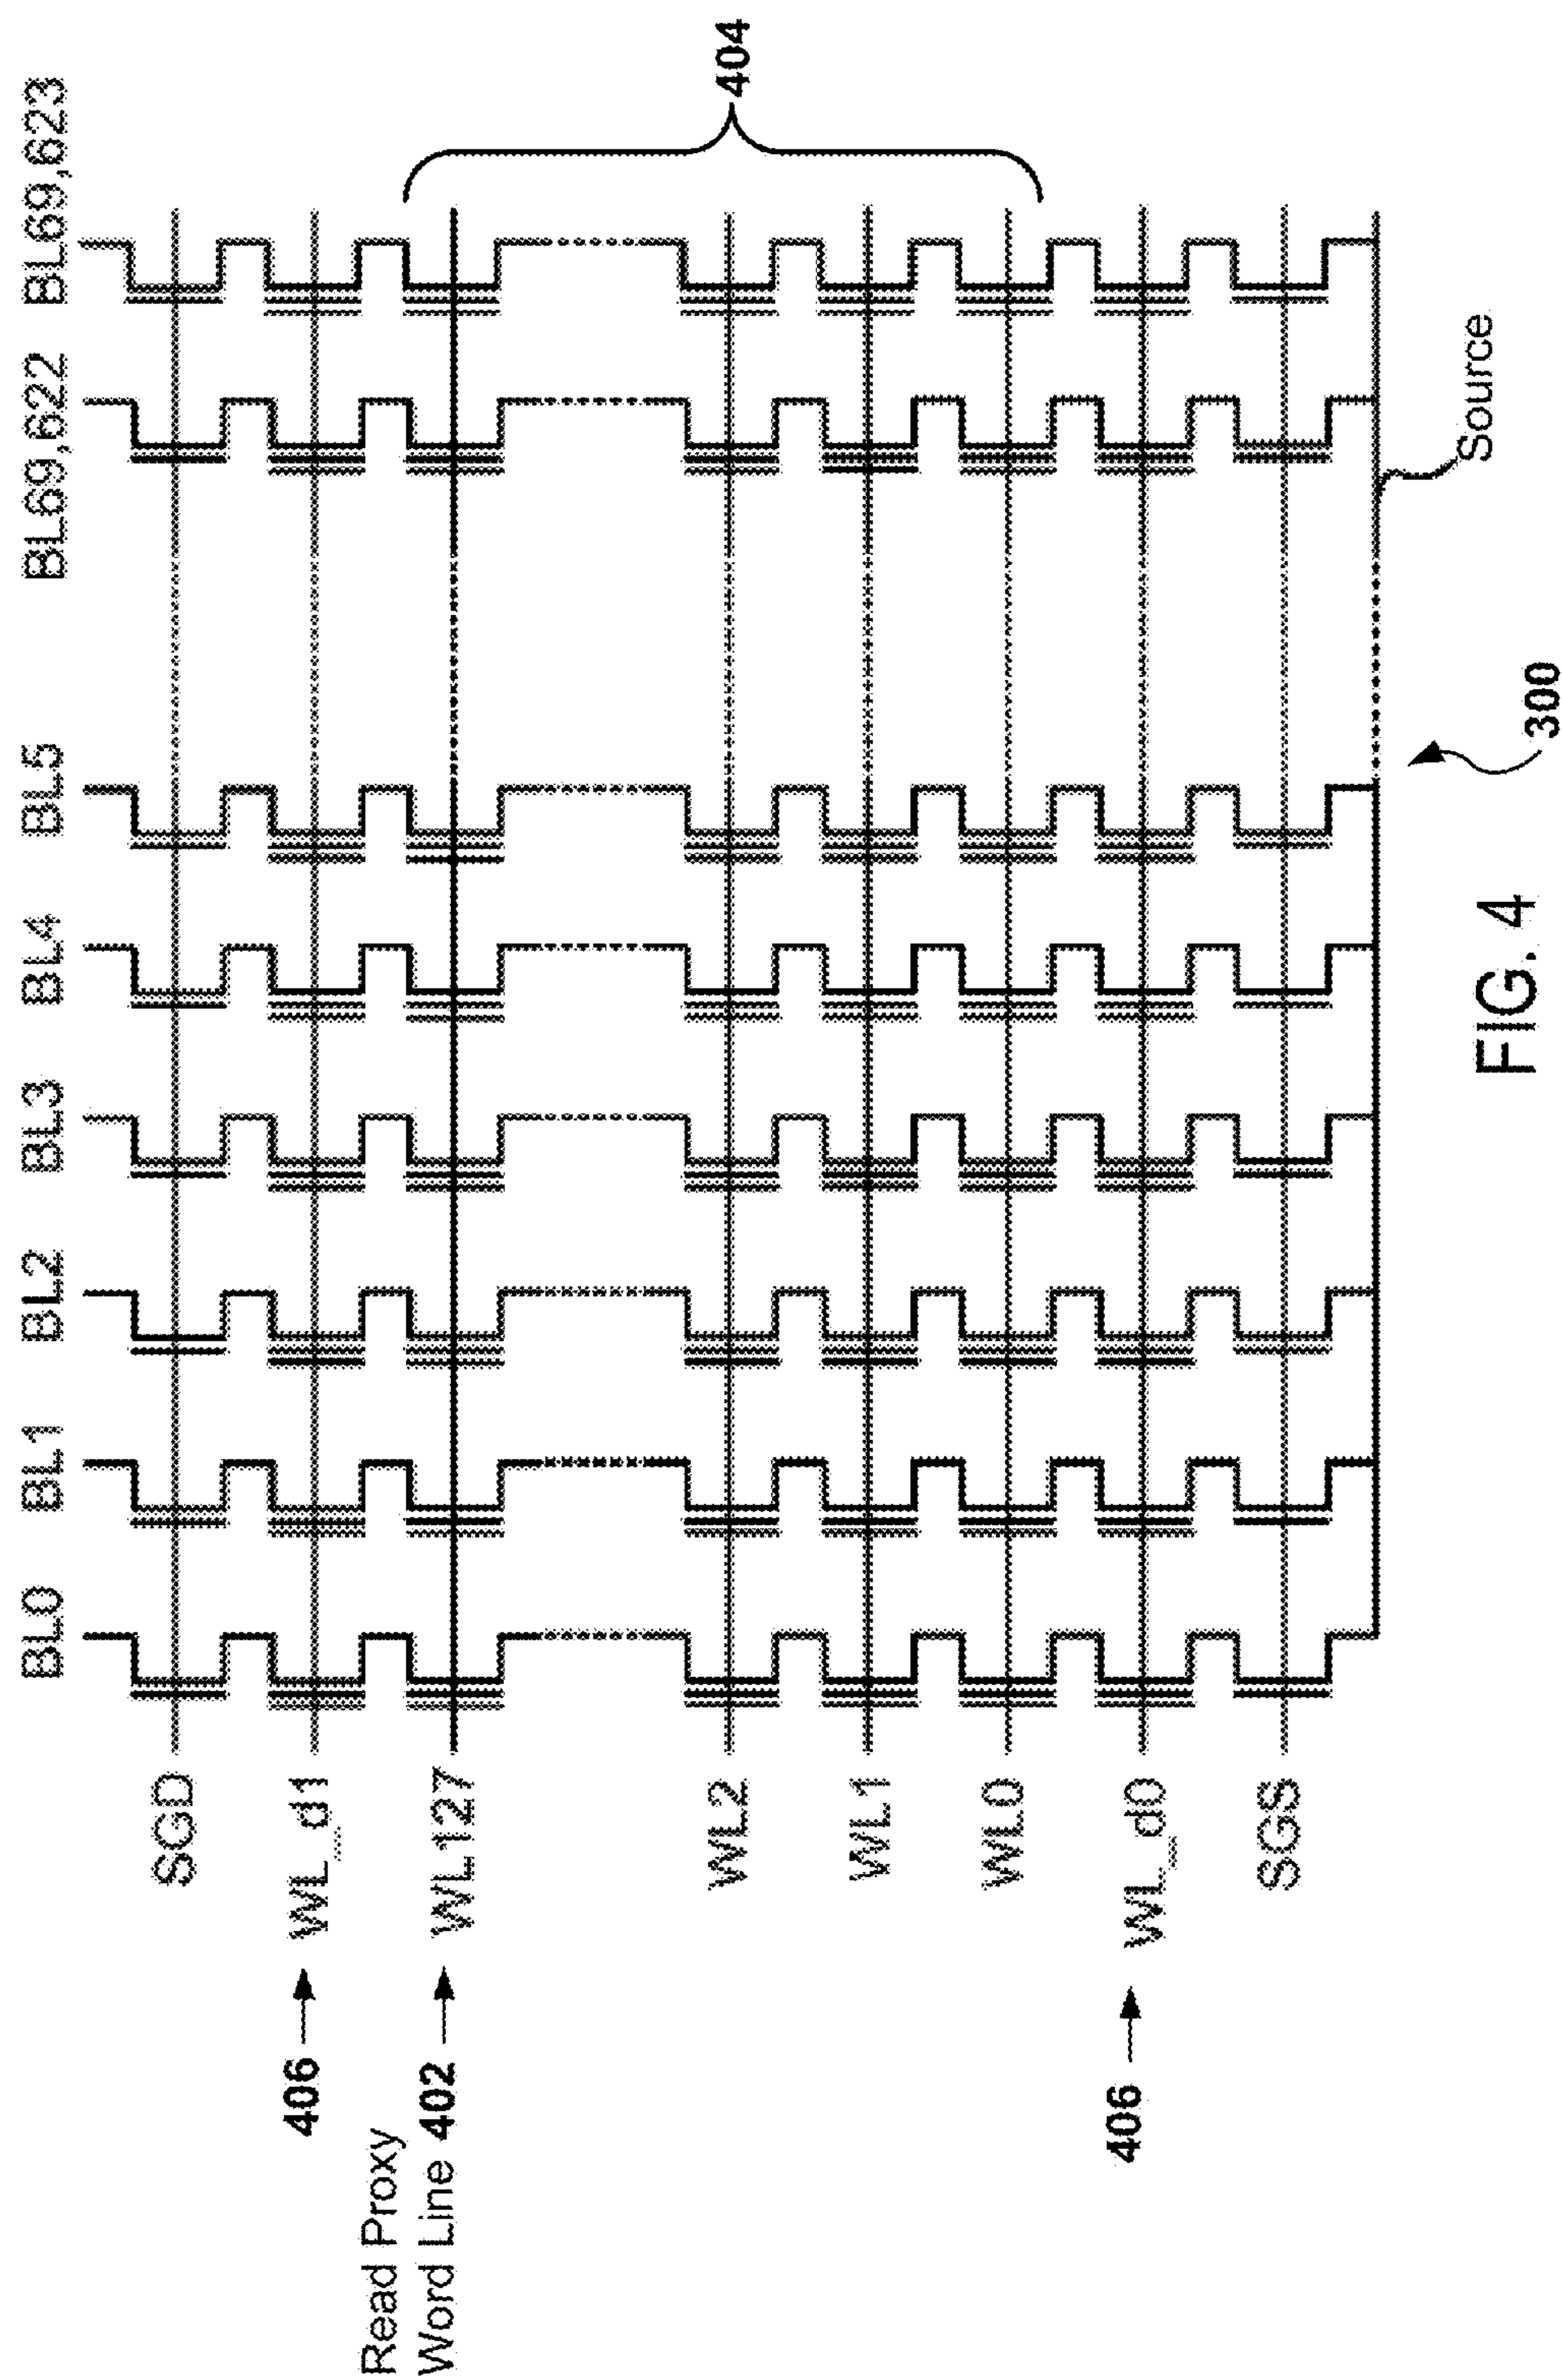 BL0 BL1 BL2 BL3 BL4 BL5 BL69,622 BL69,623
SGD
406 WL_d1
Read Proxy
Word Line 402 WL127
404
WL2
WL1
WL0
406 WL_d0
SGS
Source
300
FIG. 4